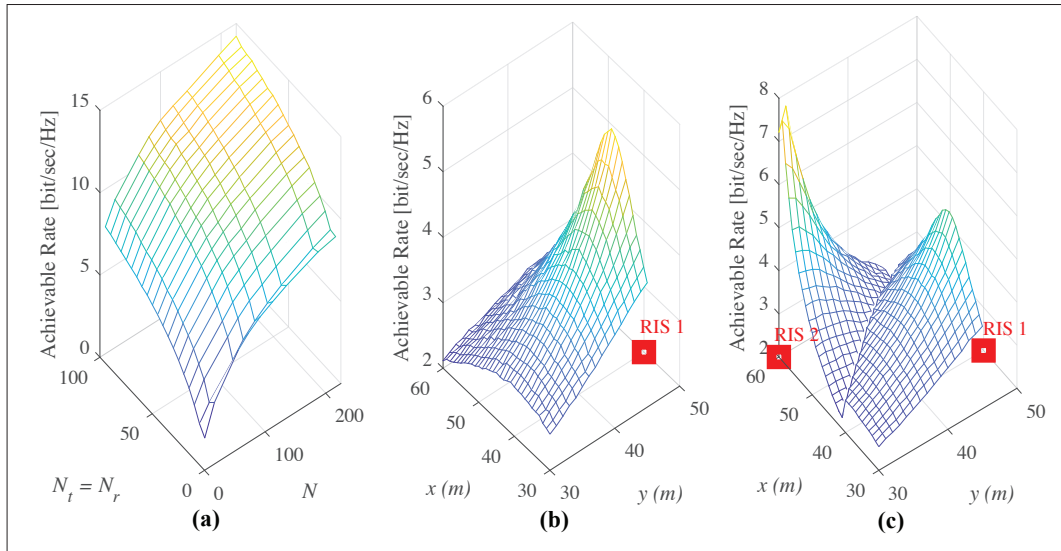 15
10
5
0
Achievable Rate [bit/sec/Hz]
100
50
0
N_t = N_r
0
100
200
N
(a)
6
5
4
3
2
Achievable Rate [bit/sec/Hz]
60
50
40
30
x (m)
30
40
50
y (m)
RIS 1
(b)
8
7
6
5
4
3
2
Achievable Rate [bit/sec/Hz]
60
50
40
30
x (m)
30
40
50
y (m)
RIS 2
RIS 1
(c)